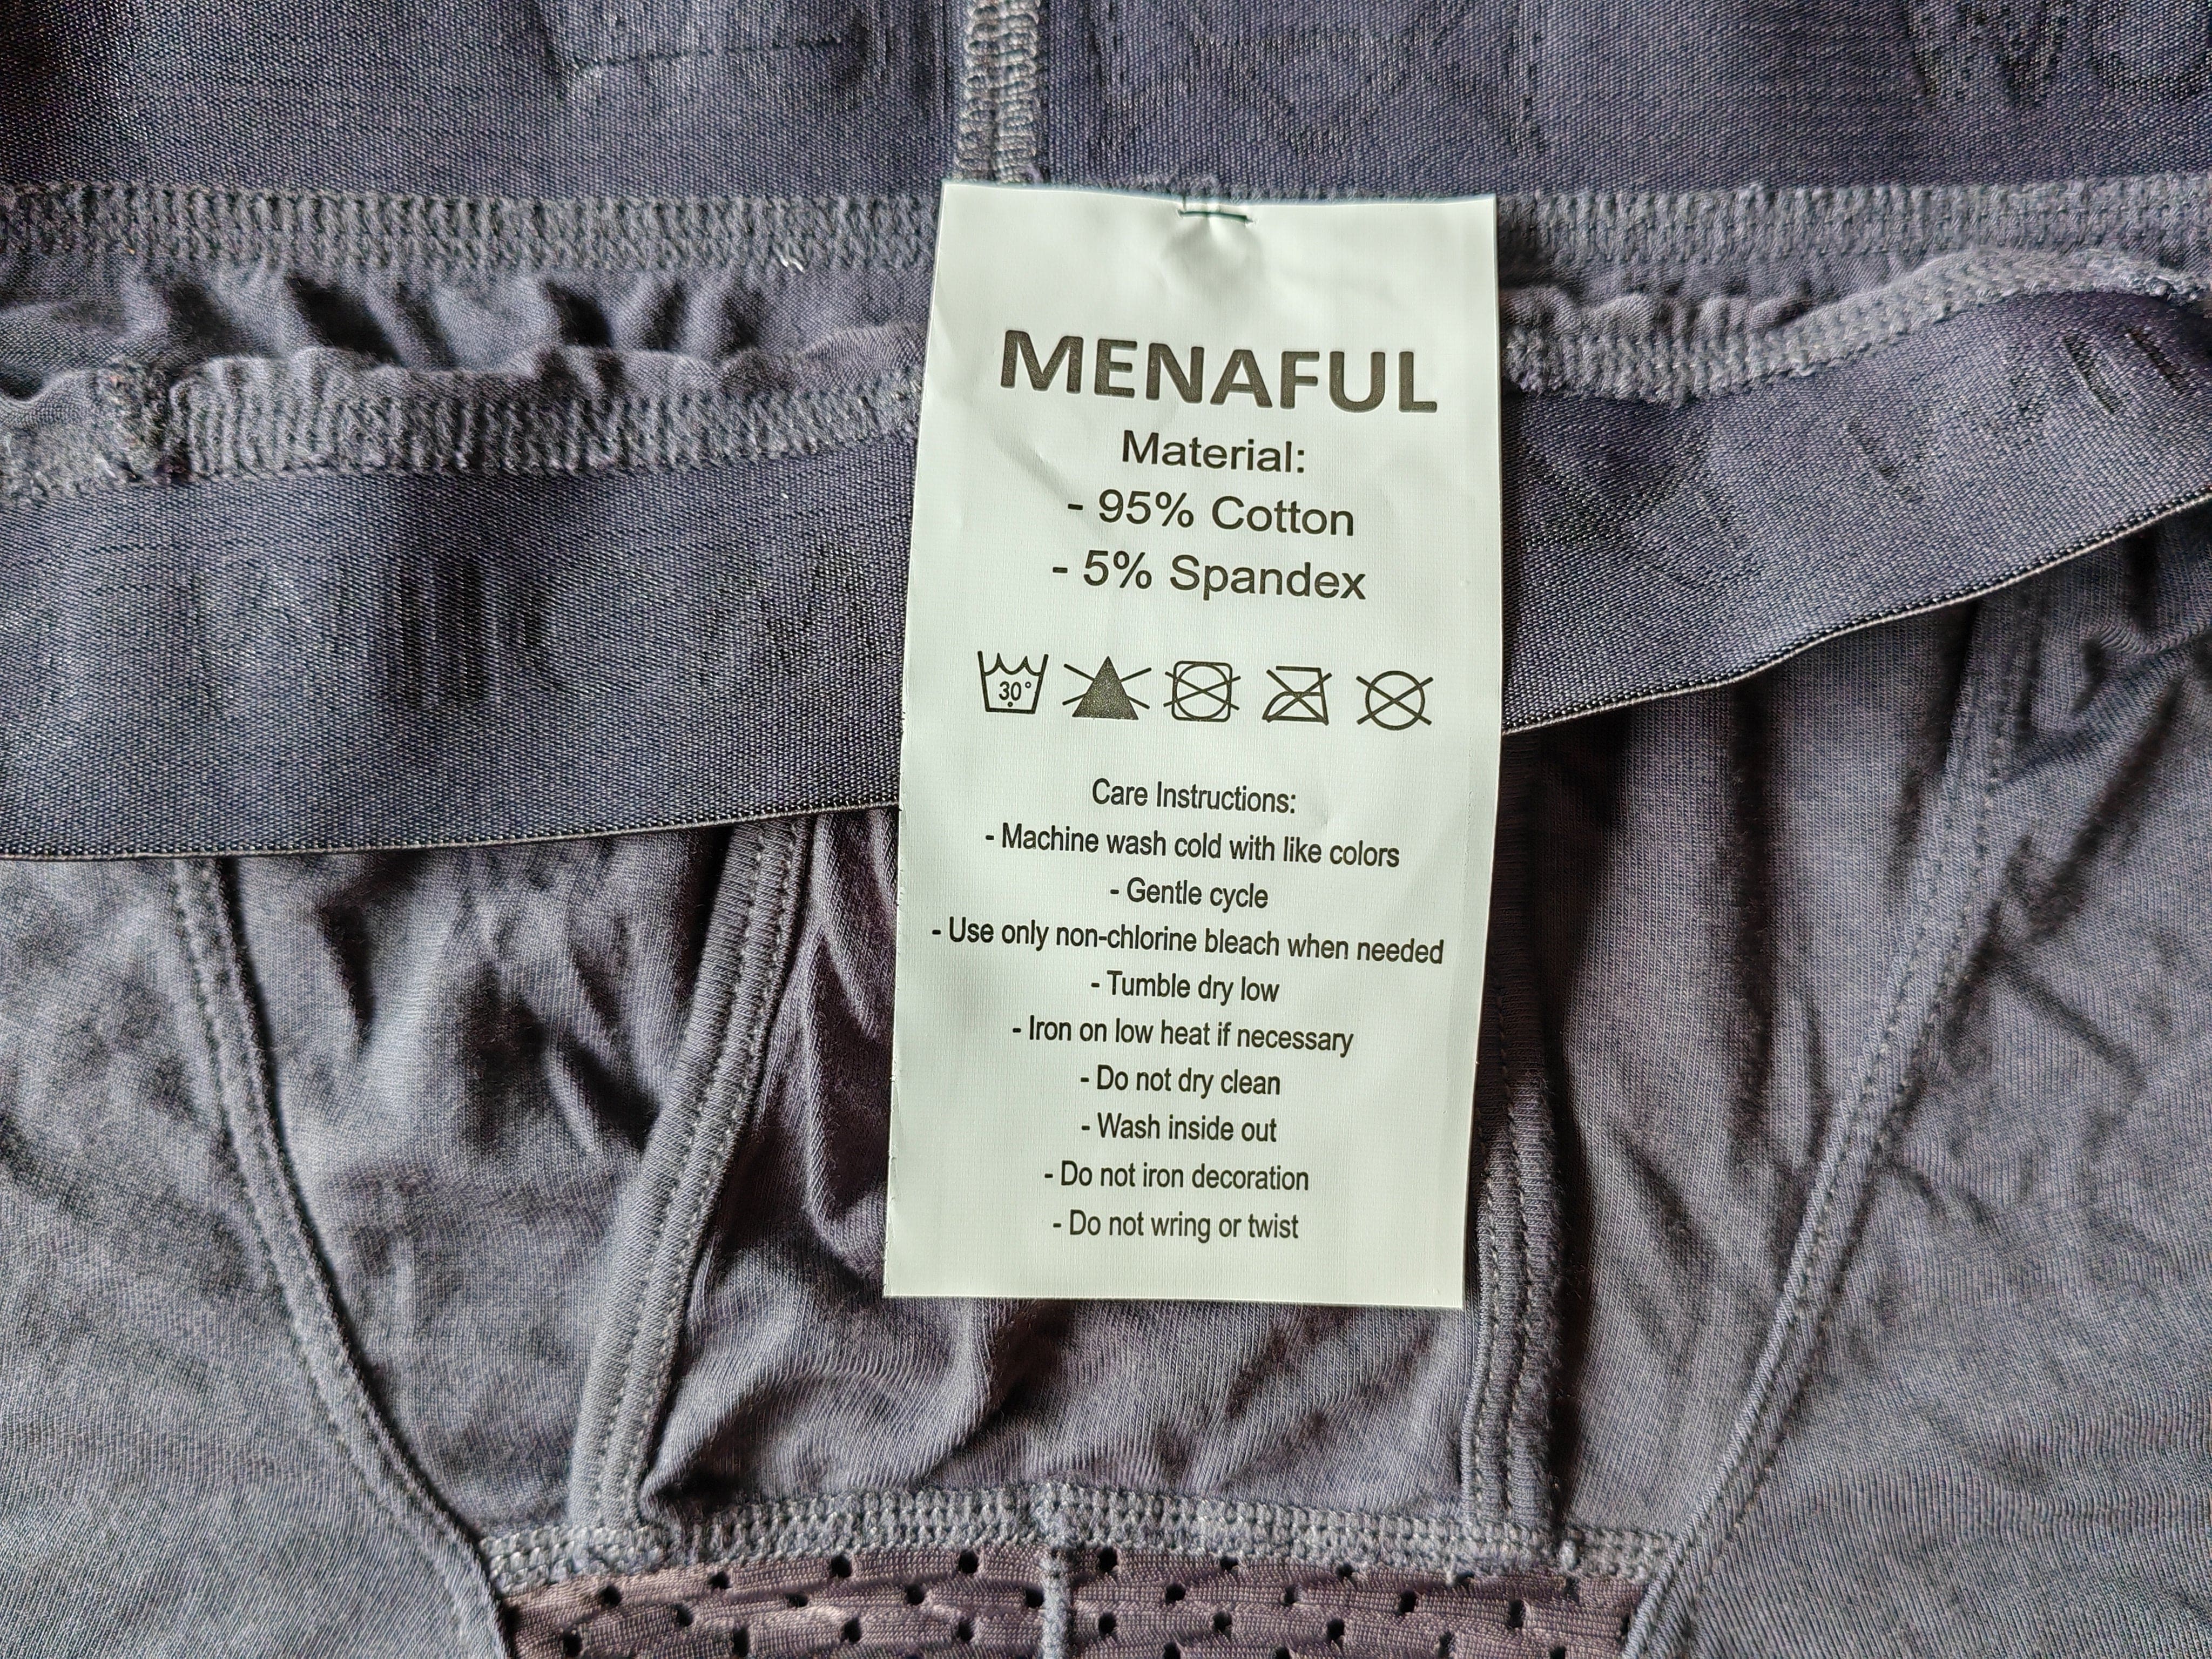 MENAFUL
Material:
- 95% Cotton
- 5% Spandex
30°
Care Instructions:
- Machine wash cold with like colors
- Gentle cycle
- Use only non-chlorine bleach when needed
- Tumble dry low
- Iron on low heat if necessary
- Do not dry clean
- Wash inside out
- Do not iron decoration
- Do not wring or twist